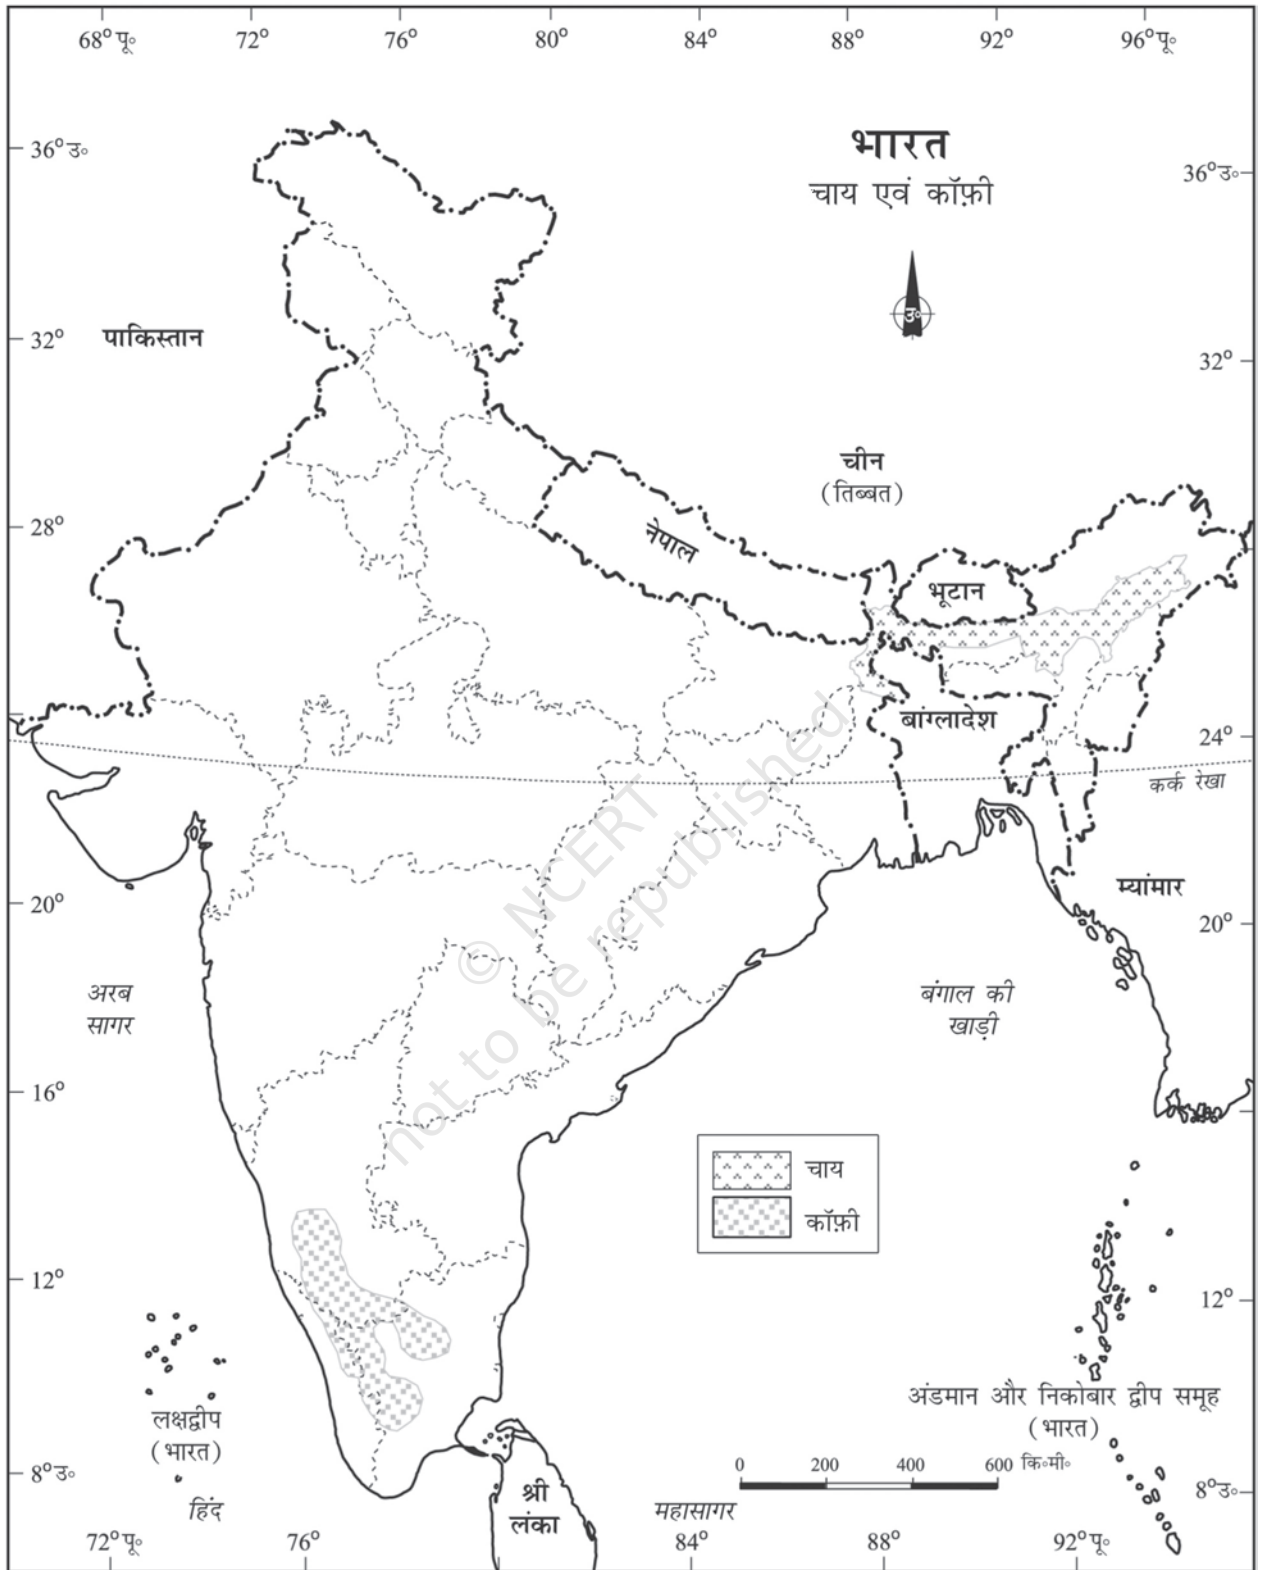 68° पू॰ 72° 76° 80° 84° 88° 92° 96° पू॰
भारत
चाय एवं कॉफ़ी
36° उ॰
36° उ॰
उ॰
पाकिस्तान
32°
32°
चीन
(तिब्बत)
28°
नेपाल
भूटान
बांग्लादेश
24°
कर्क रेखा
© NCERT
not to be republished
म्यांमार
20°
20°
अरब
सागर
बंगाल की
खाड़ी
16°
चाय
कॉफ़ी
12°
12°
अंडमान और निकोबार द्वीप समूह
(भारत)
लक्षद्वीप
(भारत)
0 200 400 600 कि॰मी॰
8° उ॰
8° उ॰
हिंद
श्री
लंका
महासागर
72° पू॰ 76° 84° 88° 92° पू॰